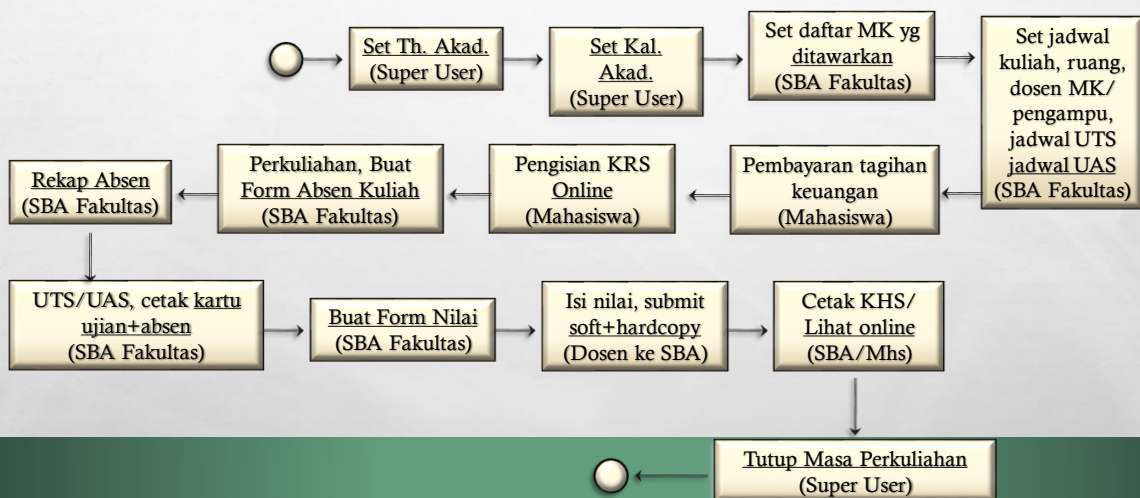 Set Th. Akad.
(Super User)
Set Kal.
Akad.
(Super User)
Set daftar MK yg
ditawarkan
(SBA Fakultas)
Set jadwal
kuliah, ruang,
dosen MK/
pengampu,
jadwal UTS
jadwal UAS
(SBA Fakultas)
Pembayaran tagihan
keuangan
(Mahasiswa)
Pengisian KRS
Online
(Mahasiswa)
Perkuliahan, Buat
Form Absen Kuliah
(SBA Fakultas)
Rekap Absen
(SBA Fakultas)
UTS/UAS, cetak kartu
ujian+absen
(SBA Fakultas)
Buat Form Nilai
(SBA Fakultas)
Isi nilai, submit
soft+hardcopy
(Dosen ke SBA)
Cetak KHS/
Lihat online
(SBA/Mhs)
Tutup Masa Perkuliahan
(Super User)